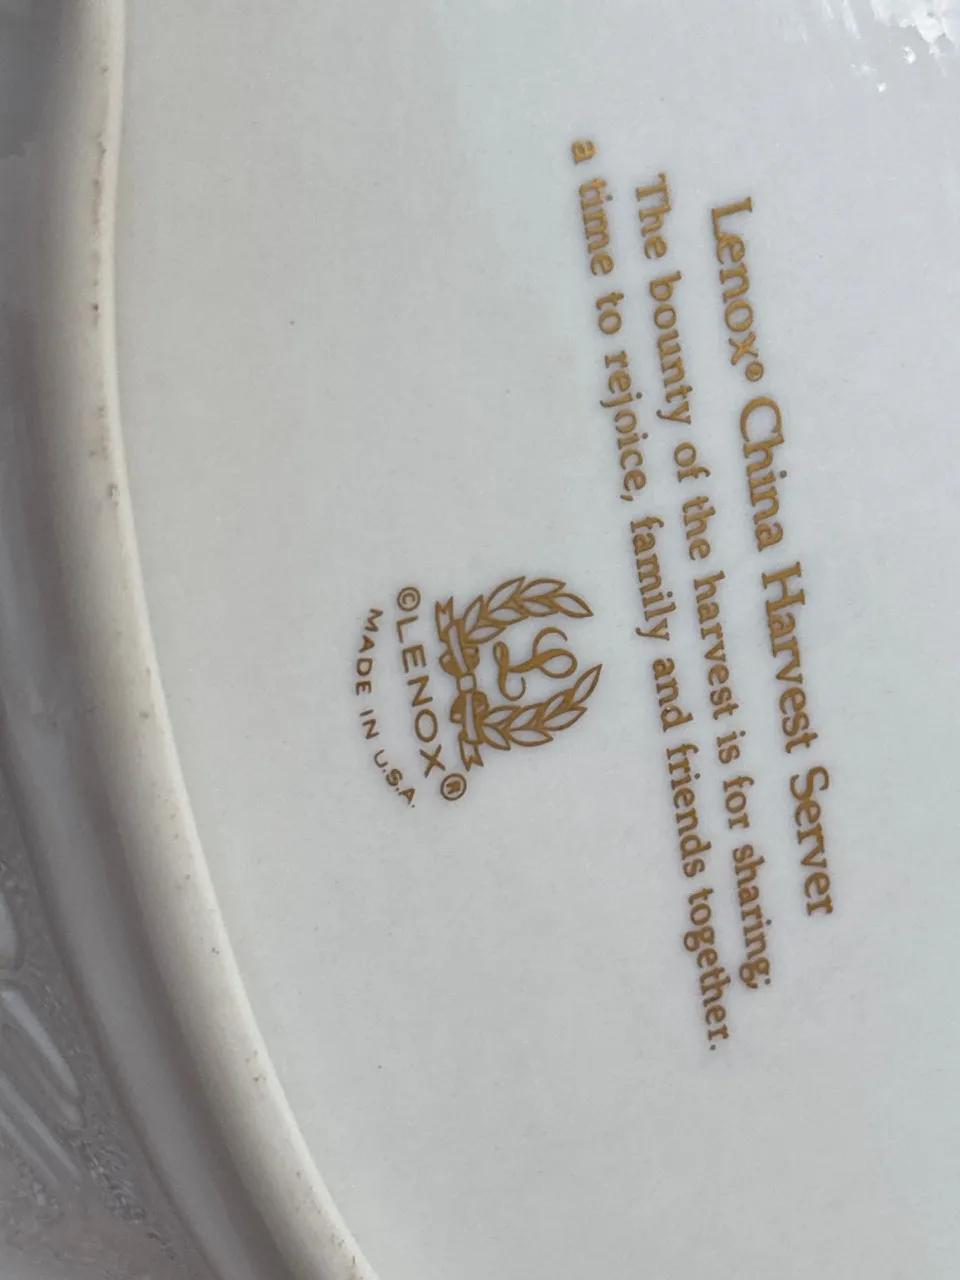 Lenox® China Harvest Server
The bounty of the harvest is for sharing;
a time to rejoice, family and friends together.
L
©LENOX®
MADE IN U.S.A.